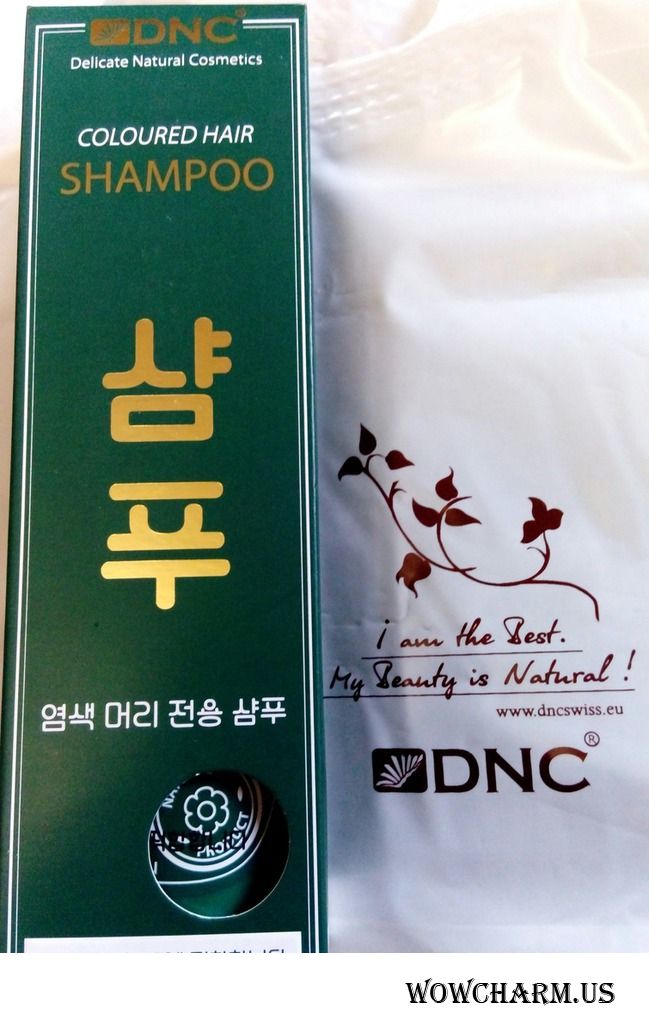 DNC®
Delicate Natural Cosmetics
COLOURED HAIR
SHAMPOO
샴
푸
염색 머리 전용 샴푸
PRODUCT
i am the Best.
My Beauty is Natural!
www.dncswiss.eu
DNC®
WOWCHARM.US